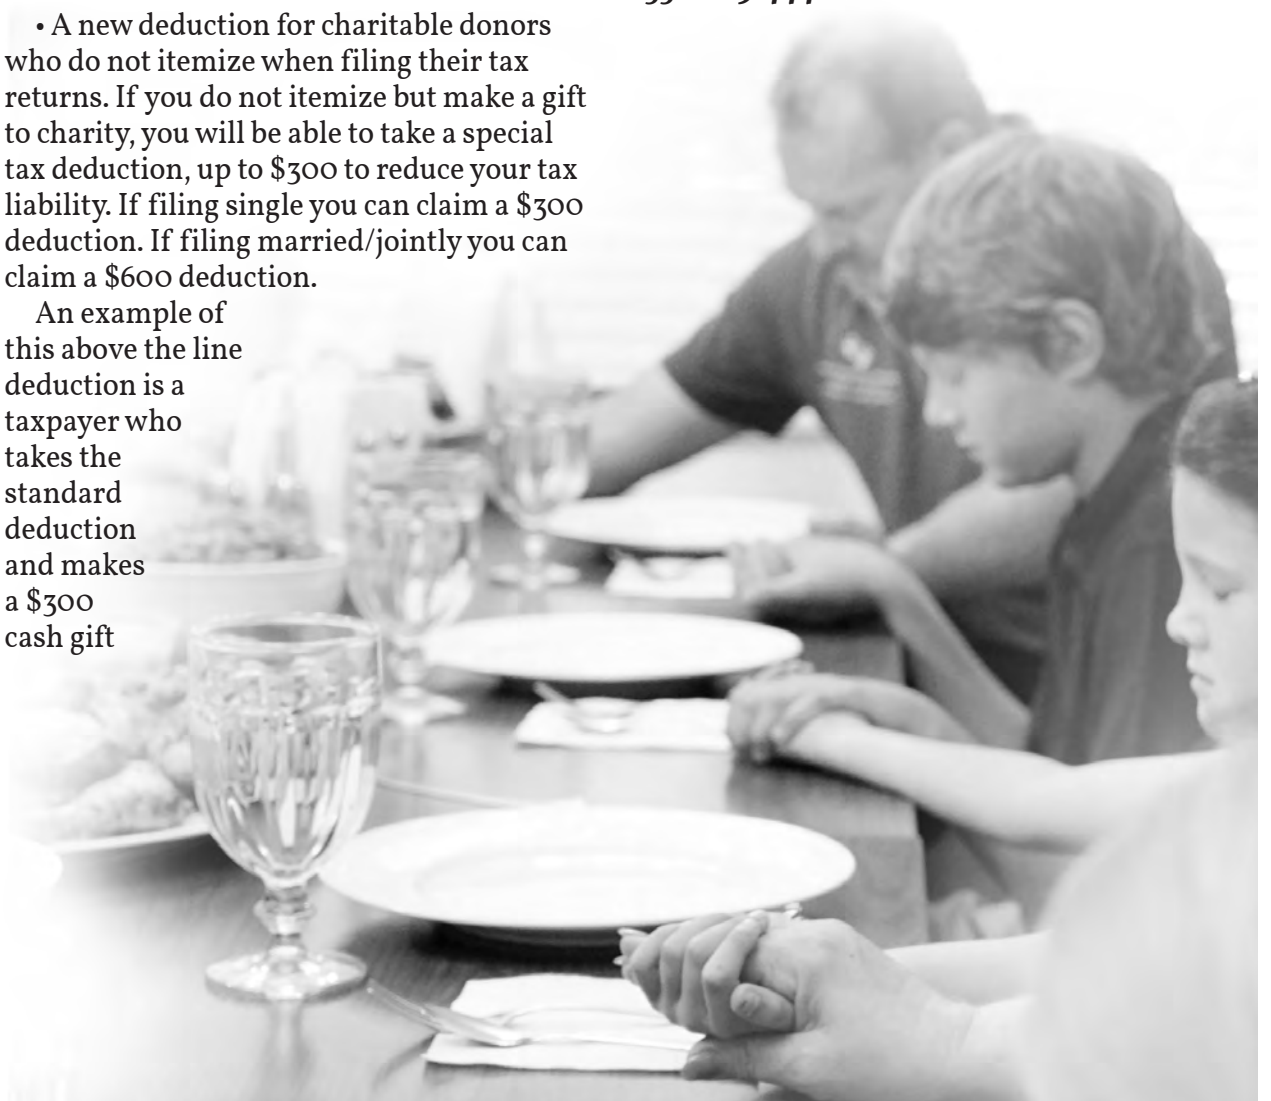 • A new deduction for charitable donors
who do not itemize when filing their tax
returns. If you do not itemize but make a gift
to charity, you will be able to take a special
tax deduction, up to $300 to reduce your tax
liability. If filing single you can claim a $300
deduction. If filing married/jointly you can
claim a $600 deduction.
An example of
this above the line
deduction is a
taxpayer who
takes the
standard
deduction
and makes
a $300
cash gift